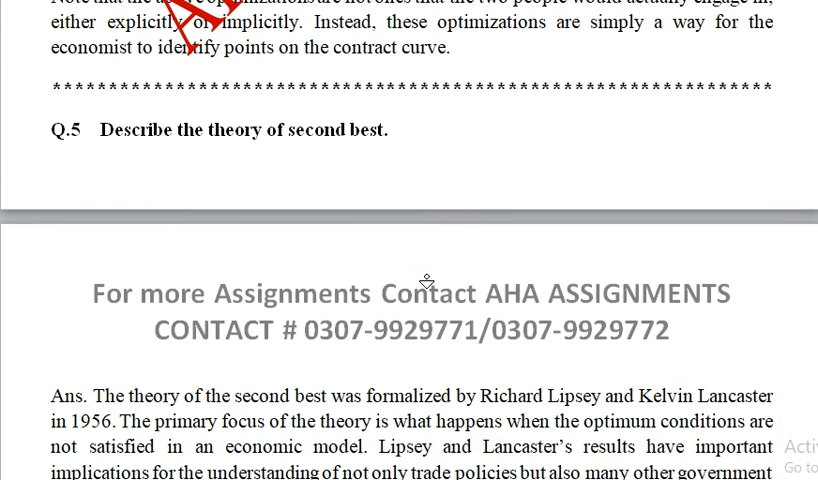 either explicitly or implicitly. Instead, these optimizations are simply a way for the
economist to identify points on the contract curve.
************************************************************************
Q.5 Describe the theory of second best.
For more Assignments Contact AHA ASSIGNMENTS
CONTACT # 0307-9929771/0307-9929772
Ans. The theory of the second best was formalized by Richard Lipsey and Kelvin Lancaster
in 1956. The primary focus of the theory is what happens when the optimum conditions are
not satisfied in an economic model. Lipsey and Lancaster's results have important
Activ
Go to
implications for the understanding of not only trade policies but also many other government